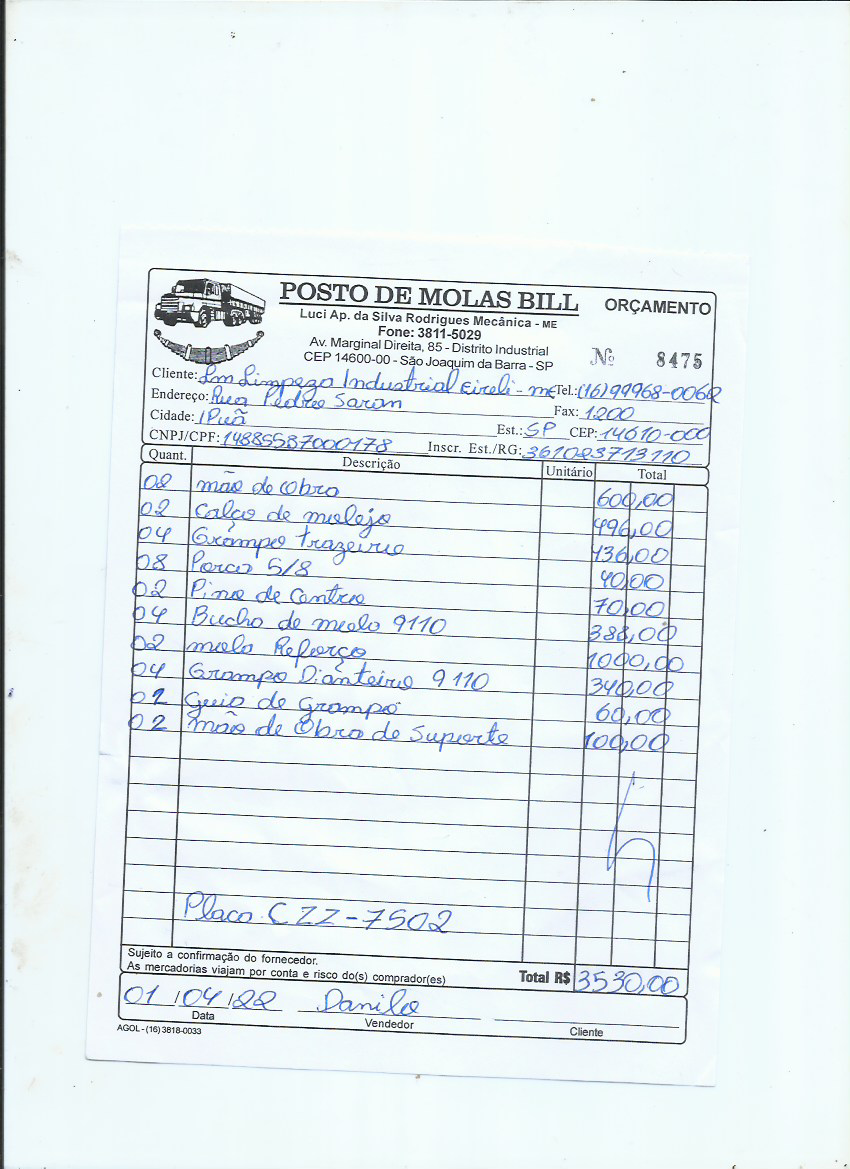 POSTO DE MOLAS BILL
ORÇAMENTO
Luci Ap. da Silva Rodrigues Mecânica - ME
Fone: 3811-5029
Av. Marginal Direita, 85 - Distrito Industrial
CEP 14600-00 - São Joaquim da Barra - SP
Nº 8475
Cliente: Lm Limpeza Industrial Eireli - me Tel.: (16) 99968-0062
Endereço: Rua Pedro Saran Fax: 1200
Cidade: Ipuã Est.: SP CEP: 14610-000
CNPJ/CPF: 14885587000178 Inscr. Est./RG: 361023713110
Quant. Descrição Unitário Total
02 mão de obra 600,00
02 Calço de molejo 496,00
04 Grampo trazeiro 436,00
08 Porca 5/8 40,00
02 Pino de Centro 70,00
04 Bucha de mola 9110 388,00
02 mola Reforço 1000,00
04 Grampo Dianteiro 9110 340,00
02 Guia de Grampo 60,00
02 Mão de Obra de Suporte 100,00
Placa CZZ-7502
Sujeito a confirmação do fornecedor.
As mercadorias viajam por conta e risco do(s) comprador(es)
Total R$ 3530,00
01/04/22 Danilo
Data Vendedor Cliente
AGOL - (16) 3818-0033